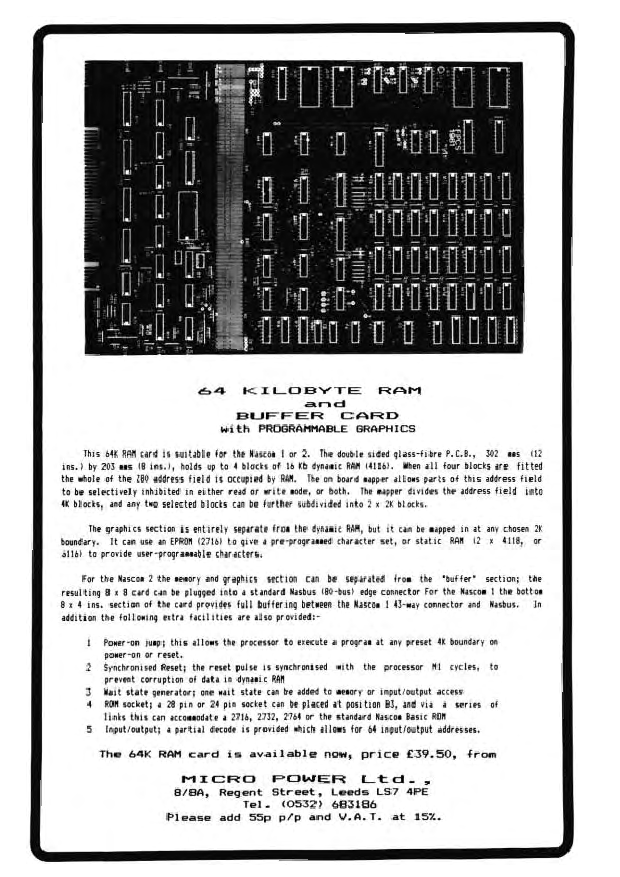 64 KILOBYTE RAM
and
BUFFER CARD
with PROGRAMMABLE GRAPHICS
This 64K RAM card is suitable for the Nascom 1 or 2. The double sided glass-fibre P.C.B., 302 mms (12
ins.) by 203 mms (8 ins.), holds up to 4 blocks of 16 Kb dynamic RAM (4116). When all four blocks are fitted
the whole of the Z80 address field is occupied by RAM. The on board mapper allows parts of this address field
to be selectively inhibited in either read or write mode, or both. The mapper divides the address field into
4K blocks, and any two selected blocks can be further subdivided into 2 x 2K blocks.
The graphics section is entirely separate from the dynamic RAM, but it can be mapped in at any chosen 2K
boundary. It can use an EPROM (2716) to give a pre-programmed character set, or static RAM (2 x 4118, or
6116) to provide user-programmable characters.
For the Nascom 2 the memory and graphics section can be separated from the "buffer" section; the
resulting 8 x 8 card can be plugged into a standard Nasbus (80-bus) edge connector For the Nascom 1 the bottom
8 x 4 ins. section of the card provides full buffering between the Nascom 1 43-way connector and Nasbus. In
addition the following extra facilities are also provided:-
1 Power-on jump; this allows the processor to execute a program at any preset 4K boundary on
power-on or reset.
2 Synchronised Reset; the reset pulse is synchronised with the processor M1 cycles, to
prevent corruption of data in dynamic RAM
3 Wait state generator; one wait state can be added to memory or input/output access
4 ROM socket; a 28 pin or 24 pin socket can be placed at position B3, and via a series of
links this can accommodate a 2716, 2732, 2764 or the standard Nascom Basic ROM
5 Input/output; a partial decode is provided which allows for 64 input/output addresses.
The 64K RAM card is available now, price £39.50, from
MICRO POWER Ltd.,
8/8A, Regent Street, Leeds LS7 4PE
Tel. (0532) 683186
Please add 55p p/p and V.A.T. at 15%.